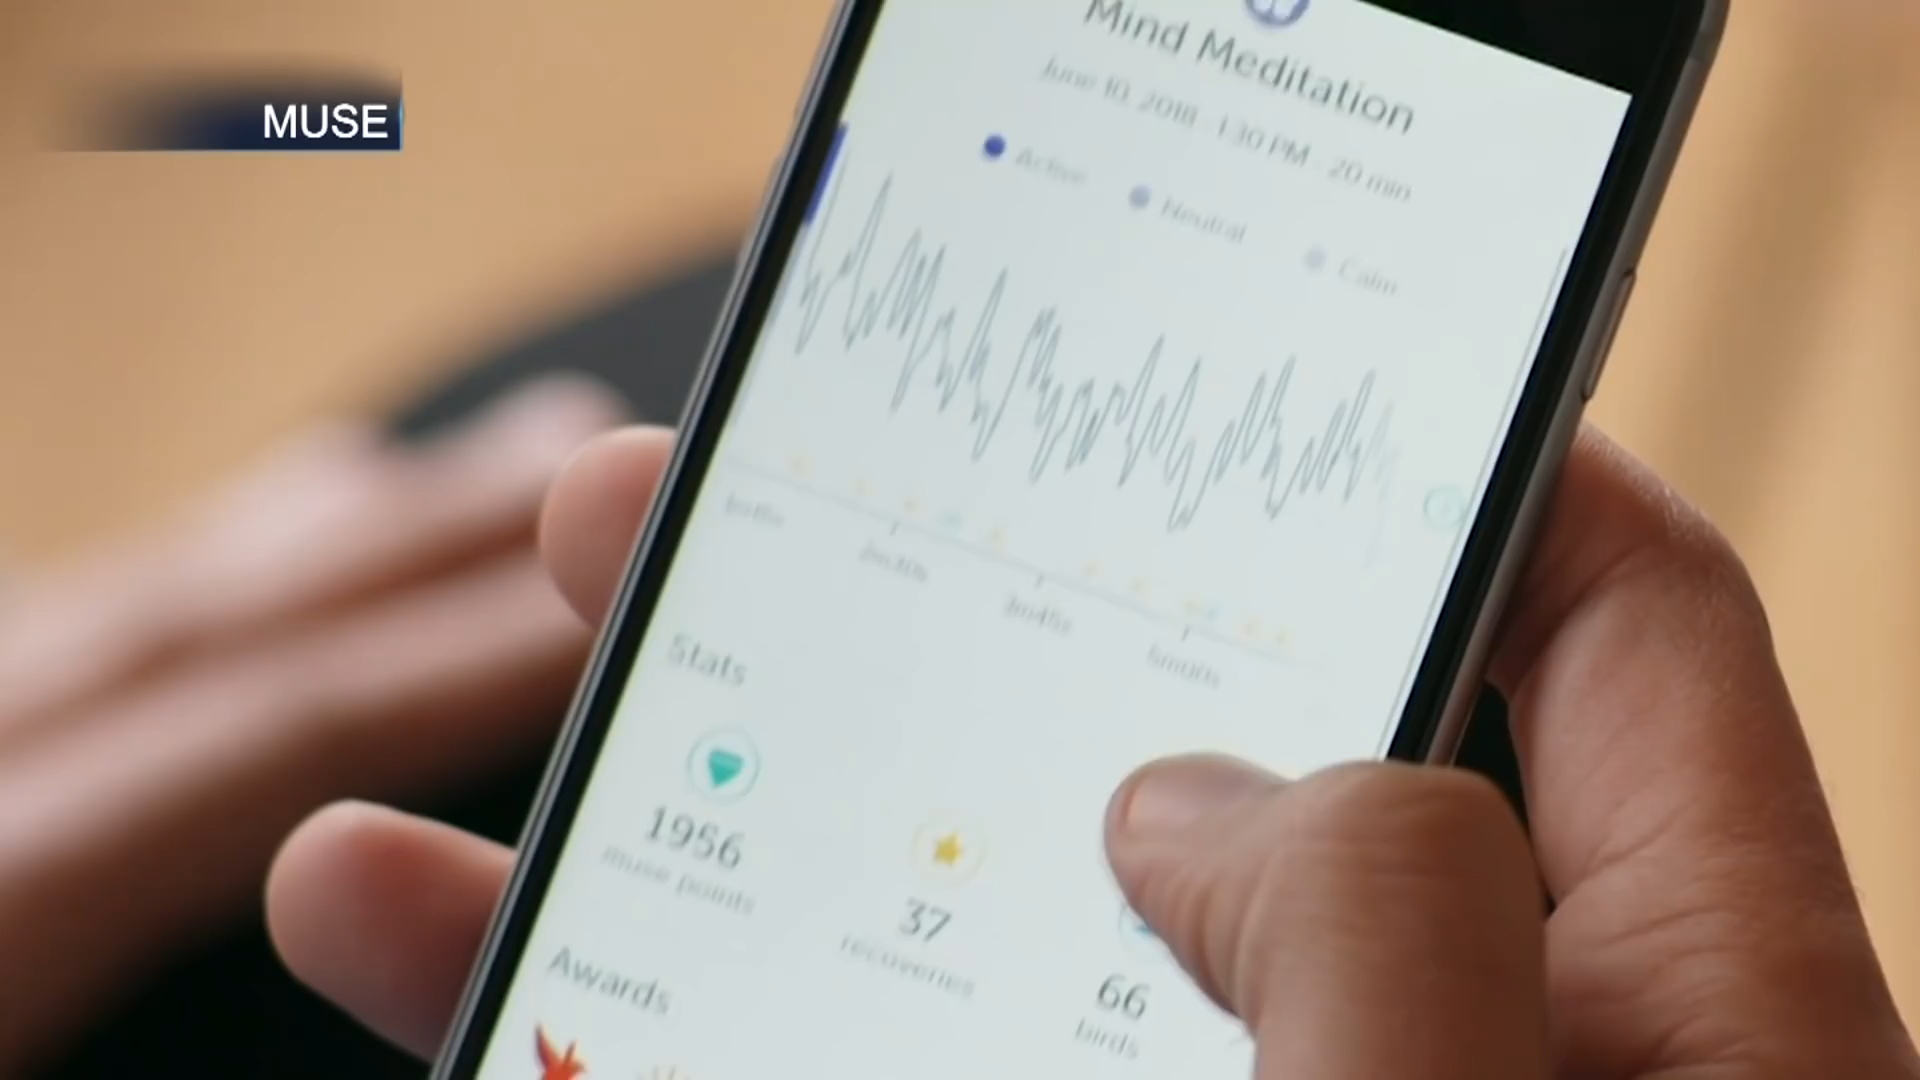 MUSE
Mind Meditation
June 10, 2018 - 1:30 PM - 20 min
Active
Neutral
Calm
5m00s
Stats
1956
muse points
37
recoveries
66
birds
Awards